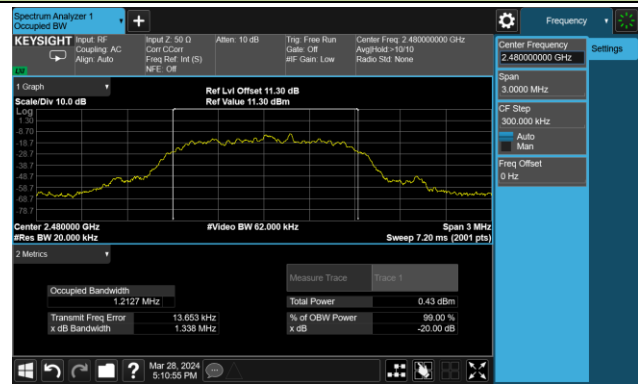 Spectrum Analyzer 1
Occupied BW
Frequency
KEYSIGHT
Input: RF
Coupling: AC
Align: Auto
Input Z: 50 Ω
Corr CCorr
Freq Ref: Int (S)
NFE: Off
Atten: 10 dB
Trig: Free Run
Gate: Off
#IF Gain: Low
Center Freq: 2.480000000 GHz
Avg|Hold:>10/10
Radio Std: None
Center Frequency
2.480000000 GHz
Settings
Span
3.0000 MHz
CF Step
300.000 kHz
Auto
Man
Freq Offset
0 Hz
1 Graph
Scale/Div 10.0 dB
Ref Lvl Offset 11.30 dB
Ref Value 11.30 dBm
Log
1.30
-8.70
-18.7
-28.7
-38.7
-48.7
-58.7
-68.7
-78.7
Center 2.480000 GHz
#Video BW 62.000 kHz
Span 3 MHz
#Res BW 20.000 kHz
Sweep 7.20 ms (2001 pts)
2 Metrics
Measure Trace
Trace 1
Occupied Bandwidth
1.2127 MHz
Total Power
0.43 dBm
Transmit Freq Error
13.653 kHz
% of OBW Power
99.00 %
x dB Bandwidth
1.338 MHz
x dB
-20.00 dB
Mar 28, 2024
5:10:55 PM